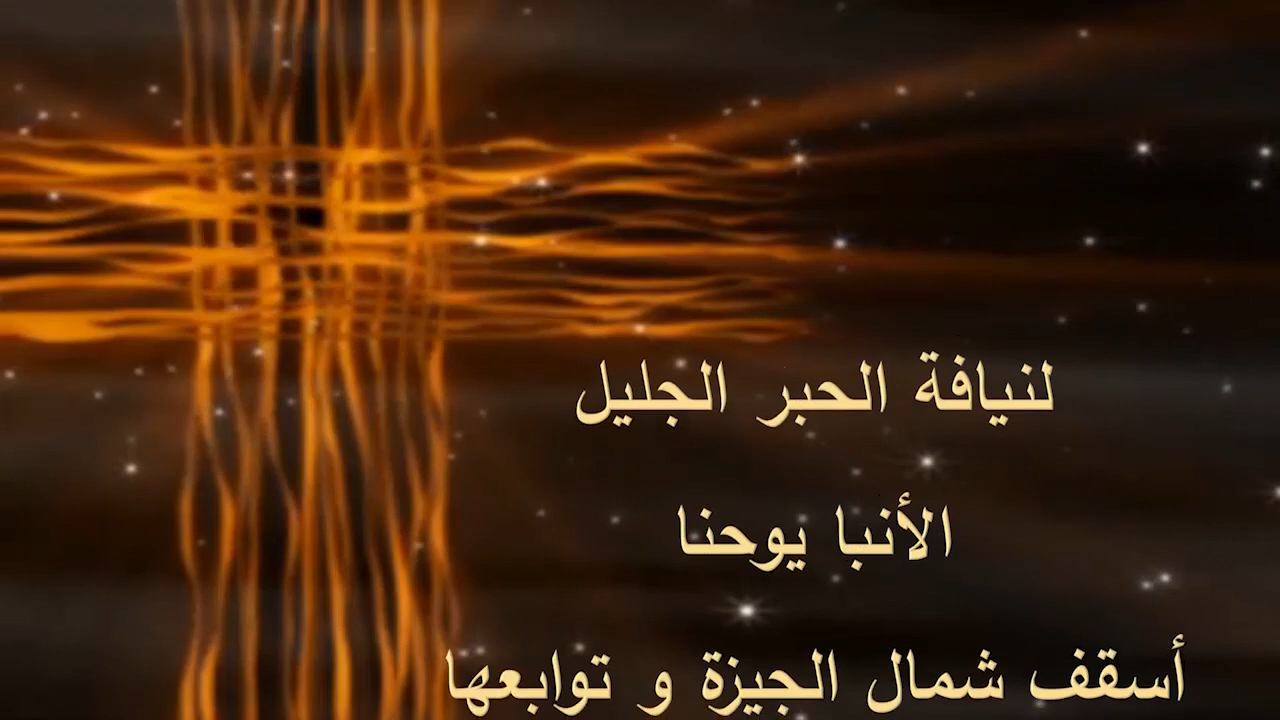 لنيافة الحبر الجليل
الأنبا يوحنا
أسقف شمال الجيزة و توابعها